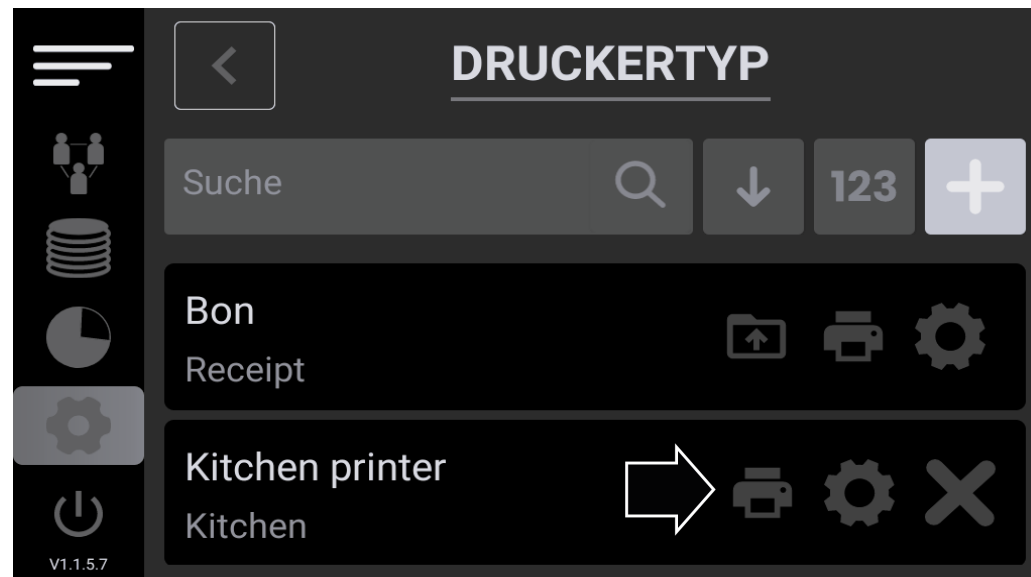 DRUCKERTYP
Suche
123
Bon
Receipt
Kitchen printer
Kitchen
V1.1.5.7